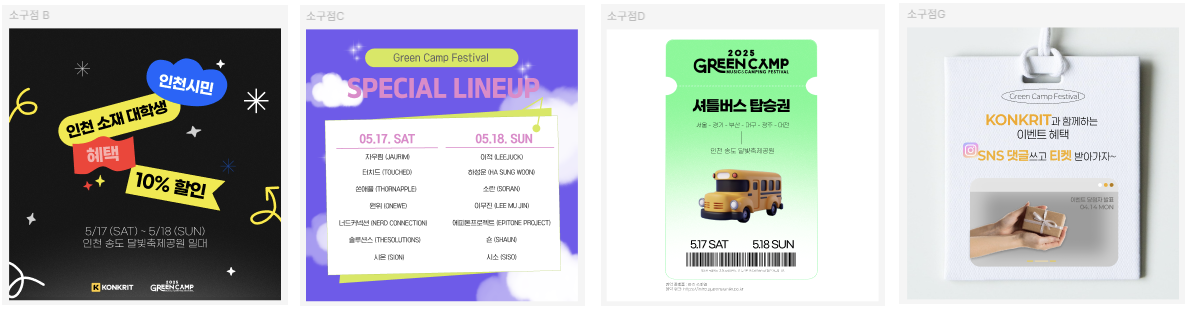 소구점 B
인천시민
인천 소재 대학생
혜택
10% 할인
5/17 (SAT) ~ 5/18 (SUN)
인천 송도 달빛축제공원 일대
KONKRIT
2025
GREEN CAMP
소구점C
Green Camp Festival
SPECIAL LINEUP
05.17. SAT
자우림 (JAURIM)
터치드 (TOUCHED)
쏜애플 (THORNAPPLE)
원위 (ONEWE)
너드커넥션 (NERD CONNECTION)
솔루션스 (THESOLUTIONS)
시온 (SION)
05.18. SUN
이적 (LEEJUCK)
하성운 (HA SUNG WOON)
소란 (SORAN)
이무진 (LEE MU JIN)
에피톤프로젝트 (EPITONE PROJECT)
숀 (SHAUN)
시소 (SISO)
소구점D
2025
GREEN CAMP
MUSIC&CAMPING FESTIVAL
셔틀버스 탑승권
서울 - 경기 - 부산 - 대구 - 광주 - 대전
인천 송도 달빛축제공원
5.17 SAT 5.18 SUN
소구점G
Green Camp Festival
KONKRIT과 함께하는
이벤트 혜택
SNS 댓글쓰고 티켓 받아가자~
이벤트 당첨자 발표
04.14 MON